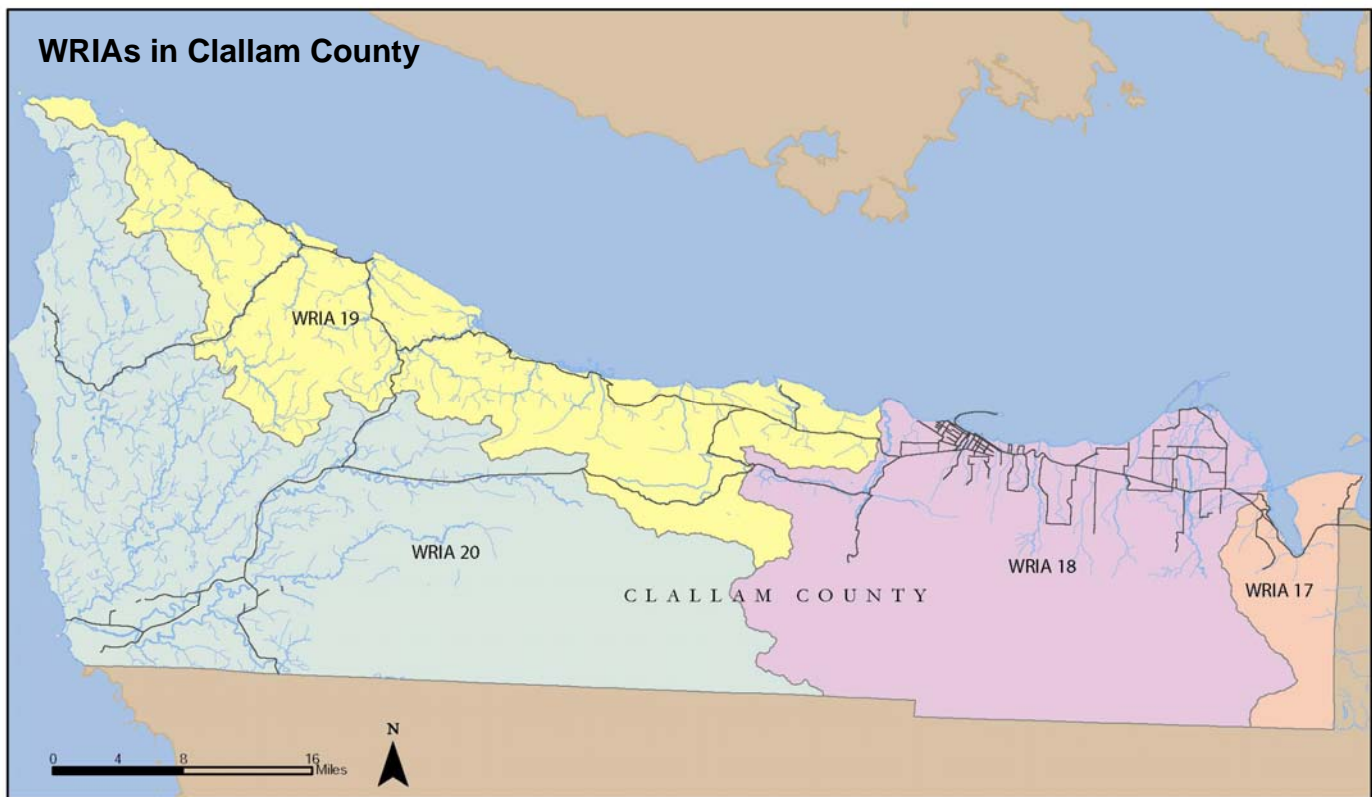 WRIAs in Clallam County
WRIA 19
WRIA 20
WRIA 18
WRIA 17
CLALLAM COUNTY
N
0 4 8 16
Miles